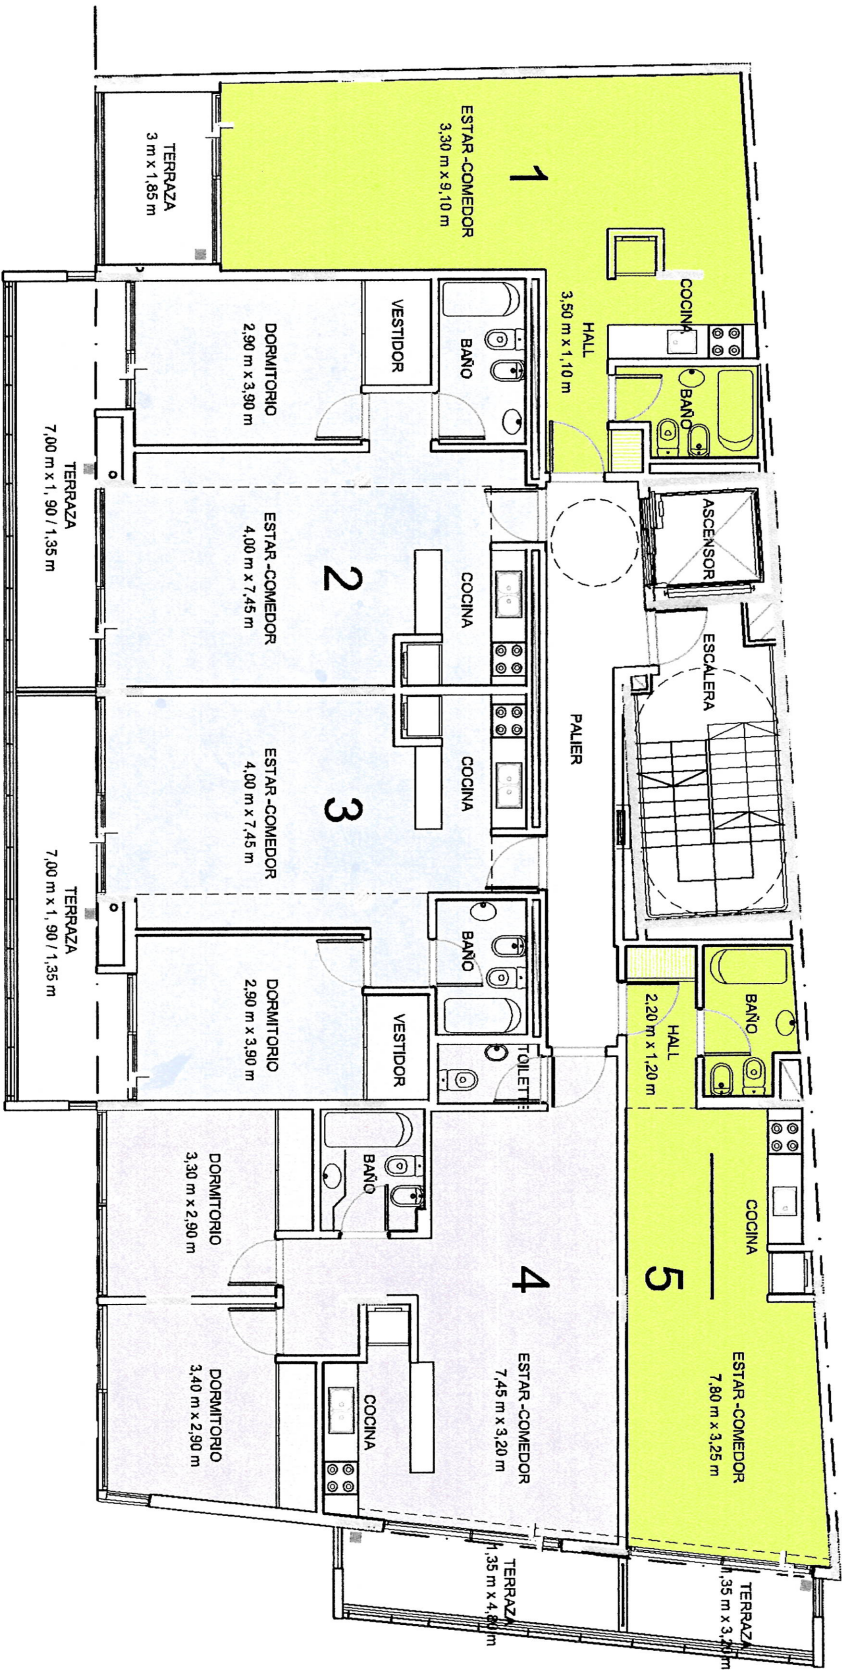 1
ESTAR-COMEDOR
3,30 m x 9,10 m
TERRAZA
3 m x 1,85 m
COCINA
HALL
3,50 m x 1,10 m
BAÑO
BAÑO
VESTIDOR
DORMITORIO
2,90 m x 3,90 m
TERRAZA
7,00 m x 1, 90 / 1,35 m
ASCENSOR
ESCALERA
PALIER
2
COCINA
ESTAR-COMEDOR
4,00 m x 7,45 m
3
COCINA
ESTAR-COMEDOR
4,00 m x 7,45 m
TERRAZA
7,00 m x 1, 90 / 1,35 m
BAÑO
VESTIDOR
DORMITORIO
2,90 m x 3,90 m
BAÑO
HALL
2,20 m x 1,20 m
BAÑO
DORMITORIO
3,30 m x 2,90 m
DORMITORIO
3,40 m x 2,90 m
4
ESTAR-COMEDOR
7,45 m x 3,20 m
COCINA
5
COCINA
ESTAR-COMEDOR
7,80 m x 3,25 m
TERRAZA
TERRAZA